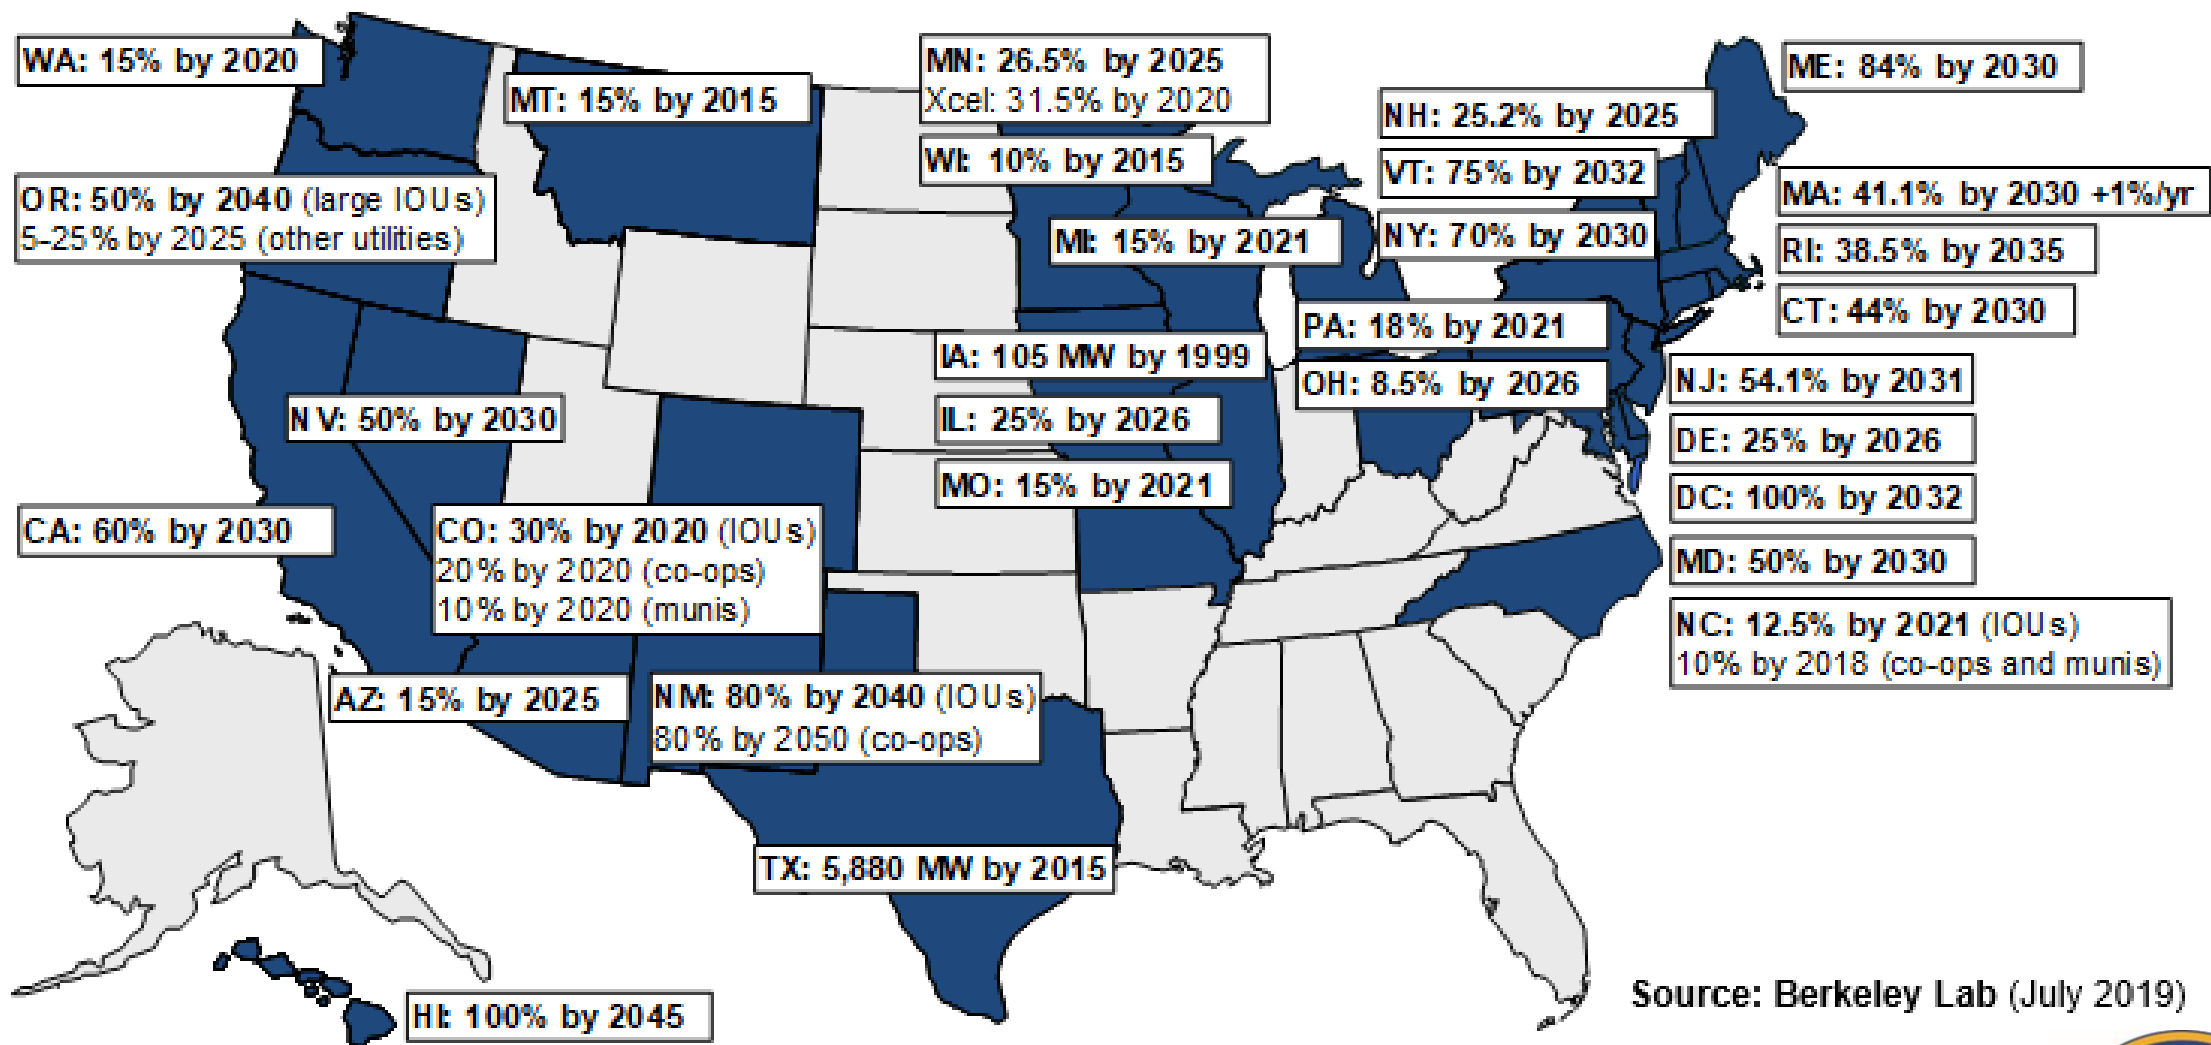 WA: 15% by 2020
MT: 15% by 2015
MN: 26.5% by 2025
Xcel: 31.5% by 2020
ME: 84% by 2030
NH: 25.2% by 2025
WI: 10% by 2015
VT: 75% by 2032
OR: 50% by 2040 (large IOUs)
5-25% by 2025 (other utilities)
MA: 41.1% by 2030 +1%/yr
MI: 15% by 2021
NY: 70% by 2030
RI: 38.5% by 2035
CT: 44% by 2030
PA: 18% by 2021
IA: 105 MW by 1999
OH: 8.5% by 2026
NJ: 54.1% by 2031
NV: 50% by 2030
IL: 25% by 2026
DE: 25% by 2026
MO: 15% by 2021
DC: 100% by 2032
CA: 60% by 2030
CO: 30% by 2020 (IOUs)
20% by 2020 (co-ops)
10% by 2020 (munis)
MD: 50% by 2030
NC: 12.5% by 2021 (IOUs)
10% by 2018 (co-ops and munis)
AZ: 15% by 2025
NM: 80% by 2040 (IOUs)
80% by 2050 (co-ops)
TX: 5,880 MW by 2015
HI: 100% by 2045
Source: Berkeley Lab (July 2019)